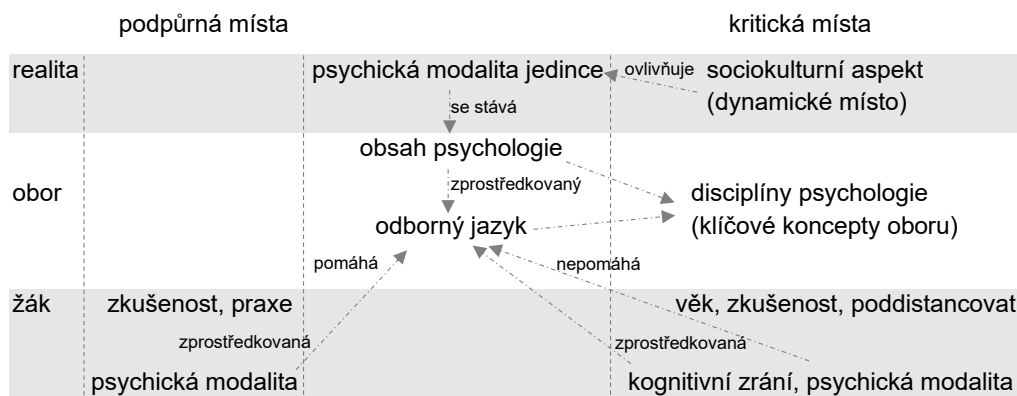 podpůrná místa
kritická místa
realita
psychická modalita jedince
ovlivňuje
sociokulturní aspekt
(dynamické místo)
se stává
obsah psychologie
obor
zprostředkovaný
disciplíny psychologie
(klíčové koncepty oboru)
odborný jazyk
pomáhá
nepomáhá
žák
zkušenost, praxe
věk, zkušenost, poddistancovat
zprostředkovaná
zprostředkovaná
psychická modalita
kognitivní zrání, psychická modalita